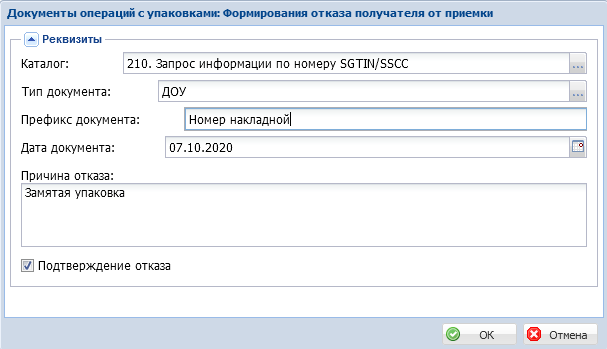 Документы операций с упаковками: Формирования отказа получателя от приемки
Реквизиты
Каталог: 210. Запрос информации по номеру SGTIN/SSCC ...
Тип документа: ДОУ ...
Префикс документа: Номер накладной
Дата документа: 07.10.2020
Причина отказа:
Замятая упаковка
Подтверждение отказа
ОК Отмена